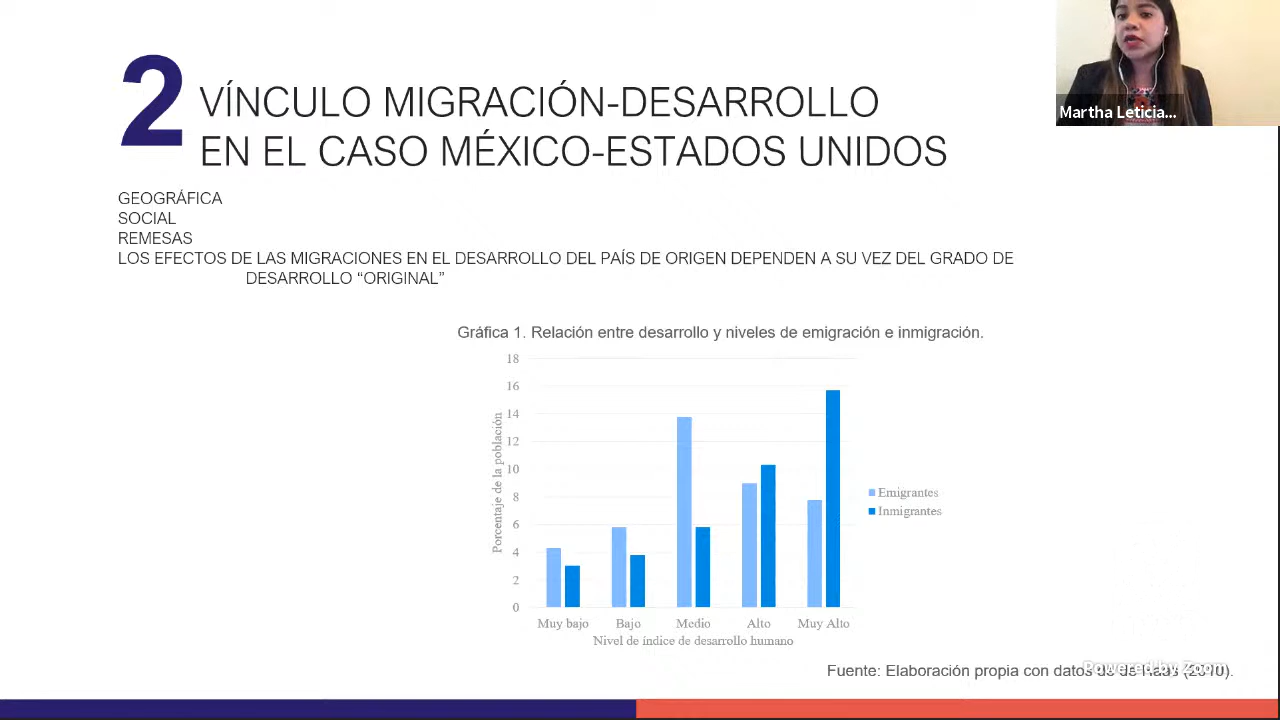 2
VÍNCULO MIGRACIÓN-DESARROLLO
EN EL CASO MÉXICO-ESTADOS UNIDOS
Martha Leticia...
GEOGRÁFICA
SOCIAL
REMESAS
LOS EFECTOS DE LAS MIGRACIONES EN EL DESARROLLO DEL PAÍS DE ORIGEN DEPENDEN A SU VEZ DEL GRADO DE
DESARROLLO “ORIGINAL”
Gráfica 1. Relación entre desarrollo y niveles de emigración e inmigración.
Porcentaje de la población
18
16
14
12
10
8
6
4
2
0
Emigrantes
Inmigrantes
Muy bajo Bajo Medio Alto Muy Alto
Nivel de índice de desarrollo humano
Fuente: Elaboración propia con datos de de Haas (2010).
Powered by Zoom